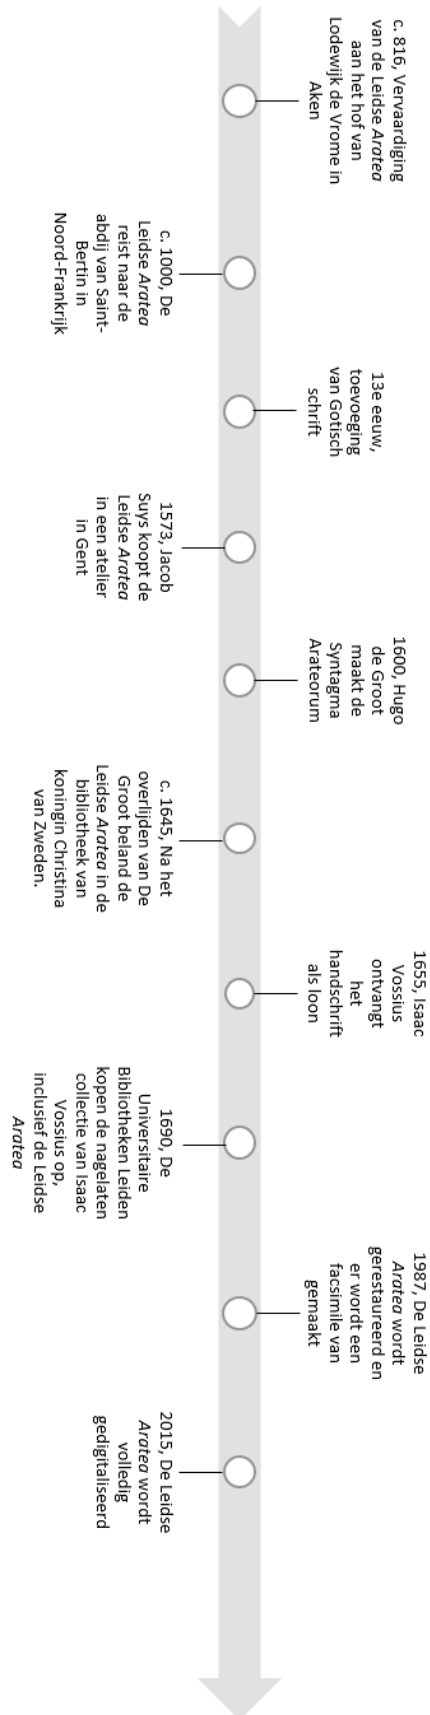 c. 816, Vervaardiging
van de Leidse Aratea
aan het hof van
Lodewijk de Vrome in
Aken
c. 1000, De
Leidse Aratea
reist naar de
abdij van Saint-
Bertin in
Noord-Frankrijk
13e eeuw,
toevoeging
van Gotisch
schrift
1573, Jacob
Suys koopt de
Leidse Aratea
in een atelier
in Gent
1600, Hugo
de Groot
maakt de
Syntagma
Arateorum
c. 1645, Na het
overlijden van De
Groot beland de
Leidse Aratea in de
bibliotheek van
koningin Christina
van Zweden.
1655, Isaac
Vossius
ontvangt
het
handschrift
als loon
1690, De
Universitaire
Bibliotheken Leiden
kopen de nagelaten
collectie van Isaac
Vossius op,
inclusief de Leidse
Aratea
1987, De Leidse
Aratea wordt
gerestaureerd en
er wordt een
facsimile van
gemaakt
2015, De Leidse
Aratea wordt
volledig
gedigitaliseerd